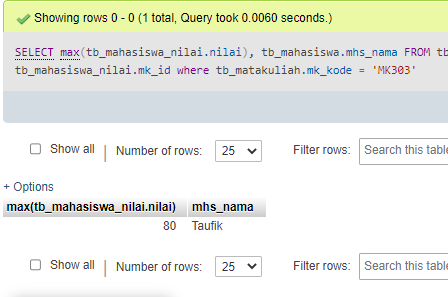 Showing rows 0 - 0 (1 total, Query took 0.0060 seconds.)
SELECT max(tb_mahasiswa_nilai.nilai), tb_mahasiswa.mhs_nama FROM tb
tb_mahasiswa_nilai.mk_id where tb_matakuliah.mk_kode = 'MK303'
Show all | Number of rows: 25 Filter rows: Search this table
+ Options
max(tb_mahasiswa_nilai.nilai) mhs_nama
80 Taufik
Show all | Number of rows: 25 Filter rows: Search this table